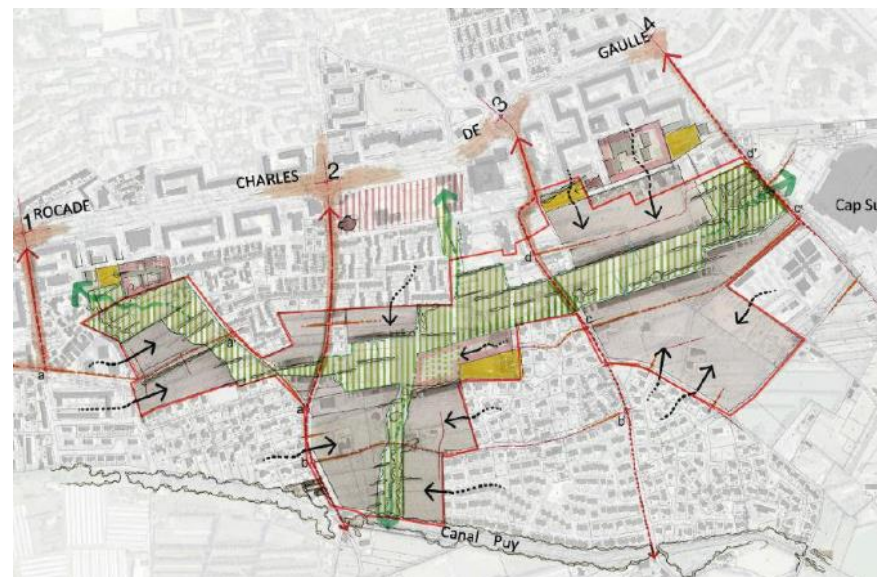 GAULLE 4
DE 3
CHARLES 2
1 ROCADE
Cap Su
d'
c'
d
c
a
a'
a
b
b'
Canal Puy